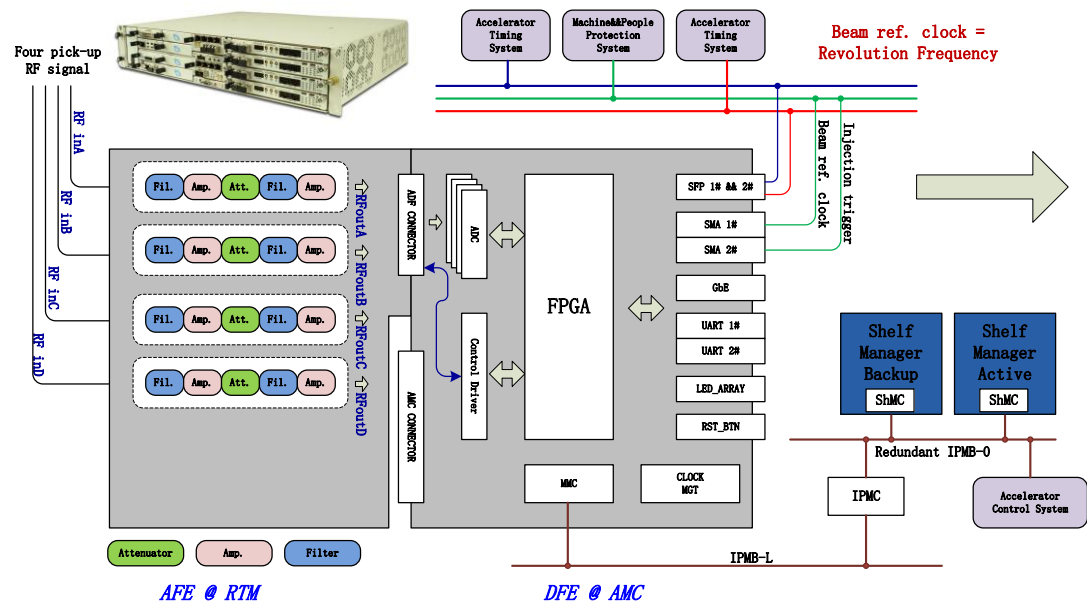 Four pick-up
RF signal
Accelerator
Timing
System
Machine&&People
Protection
System
Accelerator
Timing
System
Beam ref. clock =
Revolution Frequency
RF inA
RF inB
RF inC
RF inD
Fil.
Amp.
Att.
Fil.
Amp.
RFoutA
Fil.
Amp.
Att.
Fil.
Amp.
RFoutB
Fil.
Amp.
Att.
Fil.
Amp.
RFoutC
Fil.
Amp.
Att.
Fil.
Amp.
RFoutD
ADF CONNECTOR
AMC CONNECTOR
ADC
Control Driver
FPGA
SFP 1# && 2#
SMA 1#
SMA 2#
GbE
UART 1#
UART 2#
LED_ARRAY
RST_BTN
Beam ref. clock
Injection trigger
MMC
CLOCK
MGT
Shelf
Manager
Backup
ShMC
Shelf
Manager
Active
ShMC
Redundant IPMB-0
IPMC
Accelerator
Control System
IPMB-L
Attenuator
Amp.
Filter
AFE @ RTM
DFE @ AMC